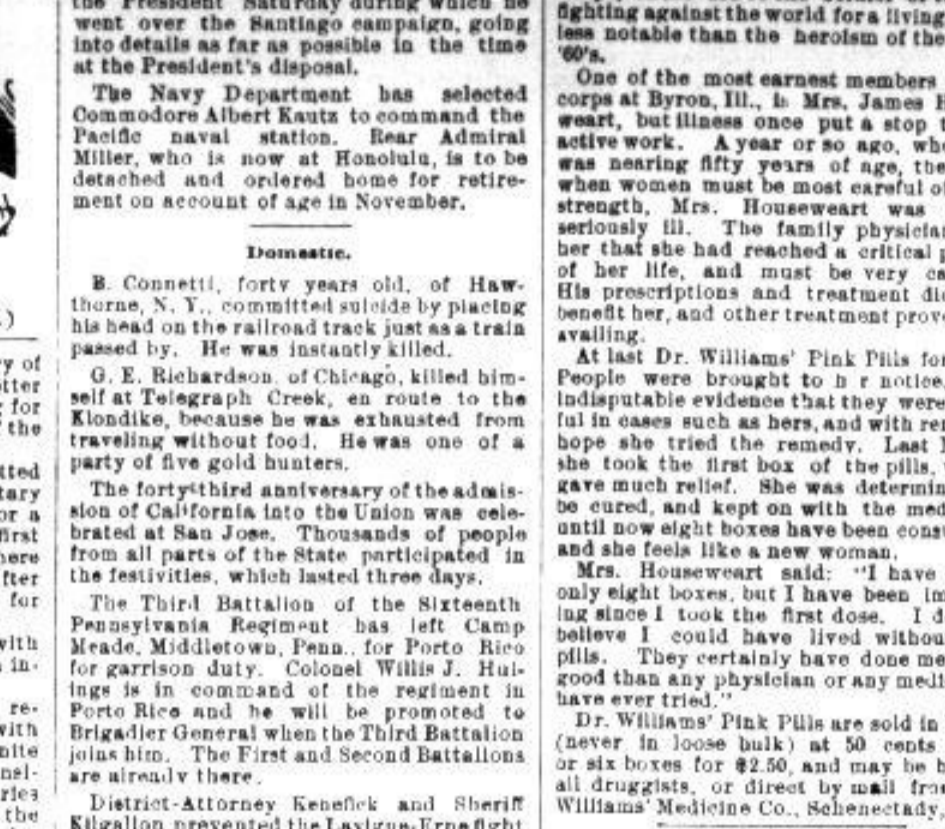 the President Saturday during which he
went over the Santiago campaign, going
into details as far as possible in the time
at the President's disposal.
The Navy Department has selected
Commodore Albert Kautz to command the
Pacific naval station. Rear Admiral
Miller, who is now at Honolulu, is to be
detached and ordered home for retire-
ment on account of age in November.
Domestic.
B. Connetti, forty years old, of Haw-
thorne, N. Y., committed suicide by placing
his head on the railroad track just as a train
passed by. He was instantly killed.
G. E. Richardson, of Chicago, killed him-
self at Telegraph Creek, en route to the
Klondike, because he was exhausted from
traveling without food. He was one of a
party of five gold hunters.
The forty-third anniversary of the admis-
sion of California into the Union was cele-
brated at San Jose. Thousands of people
from all parts of the State participated in
the festivities, which lasted three days.
The Third Battalion of the Sixteenth
Pennsylvania Regiment has left Camp
Meade, Middletown, Penn., for Porto Rico
for garrison duty. Colonel Willis J. Hul-
ings is in command of the regiment in
Porto Rico and he will be promoted to
Brigadier General when the Third Battalion
joins him. The First and Second Battalions
are already there.
District-Attorney Kenefick and Sheriff
Kilgallon prevented the Lavigne-Erne fight
fighting against the world for a living
less notable than the heroism of the
'60's.
One of the most earnest members
corps at Byron, Ill., is Mrs. James H
weart, but illness once put a stop
active work. A year or so ago, whe
was nearing fifty years of age, the
when women must be most careful of
strength, Mrs. Houseweart was
seriously ill. The family physician
her that she had reached a critical p
of her life, and must be very ca
His prescriptions and treatment di
benefit her, and other treatment prov
availing.
At last Dr. Williams' Pink Pills for
People were brought to h r notice,
indisputable evidence that they were
ful in cases such as hers, and with ren
hope she tried the remedy. Last
she took the first box of the pills,
gave much relief. She was determin
be cured, and kept on with the med
until now eight boxes have been cons
and she feels like a new woman.
Mrs. Houseweart said: "I have
only eight boxes, but I have been im
ing since I took the first dose. I d
believe I could have lived withou
pills. They certainly have done me
good than any physician or any medi
have ever tried."
Dr. Williams' Pink Pills are sold in
(never in loose bulk) at 50 cents
or six boxes for $2.50, and may be b
all druggists, or direct by mail fro
Williams' Medicine Co., Schenectady,